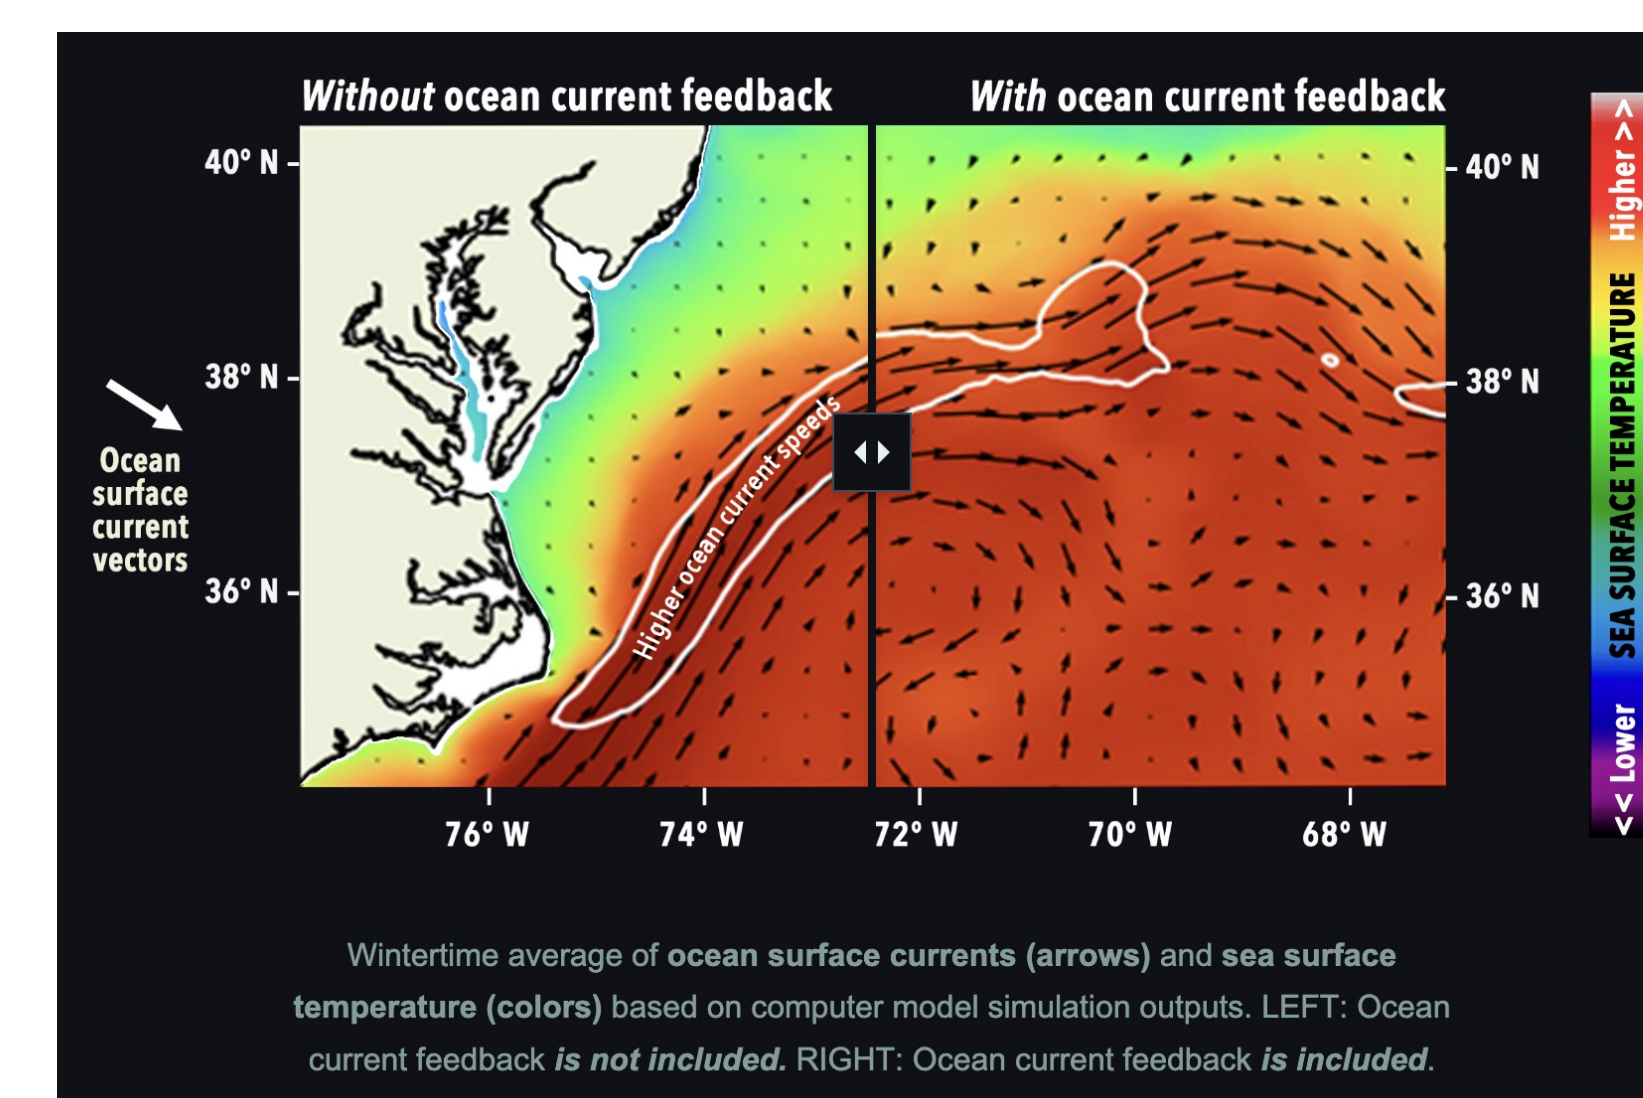 Without ocean current feedback
With ocean current feedback
40° N
38° N
36° N
Ocean
surface
current
vectors
Higher ocean current speeds
40° N
38° N
36° N
76° W
74° W
72° W
70° W
68° W
<< Lower SEA SURFACE TEMPERATURE Higher >>
Wintertime average of ocean surface currents (arrows) and sea surface
temperature (colors) based on computer model simulation outputs. LEFT: Ocean
current feedback is not included. RIGHT: Ocean current feedback is included.